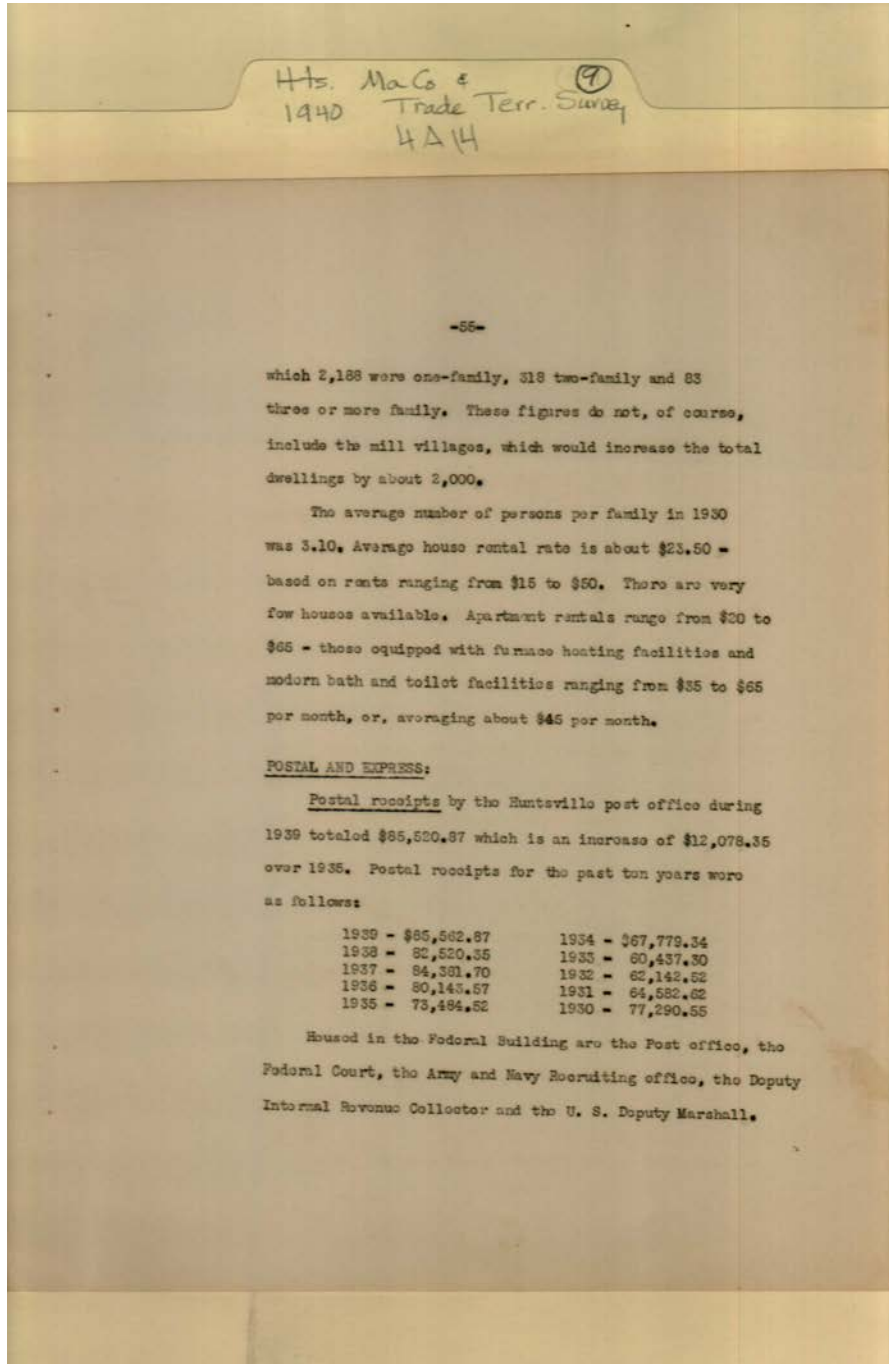 Hts. Ma Co & 9
1940 Trade Terr. Survey
4A14
-55-
which 2,188 were one-family, 318 two-family and 83
three or more family. These figures do not, of course,
include the mill villages, which would increase the total
dwellings by about 2,000.
The average number of persons per family in 1930
was 3.10. Average house rental rate is about $23.50 -
based on rents ranging from $15 to $50. There are very
few houses available. Apartment rentals range from $20 to
$65 - those equipped with furnace heating facilities and
modern bath and toilet facilities ranging from $35 to $65
per month, or, averaging about $45 per month.
POSTAL AND EXPRESS:
Postal receipts by the Huntsville post office during
1939 totaled $85,520.87 which is an increase of $12,078.35
over 1935. Postal receipts for the past ten years were
as follows:
1939 - $85,562.87 1934 - $67,779.34
1938 - 82,520.35 1933 - 60,437.30
1937 - 84,381.70 1932 - 62,142.52
1936 - 80,143.57 1931 - 64,582.62
1935 - 73,484.52 1930 - 77,290.55
Housed in the Federal Building are the Post office, the
Federal Court, the Army and Navy Recruiting office, the Deputy
Internal Revenue Collector and the U. S. Deputy Marshall.